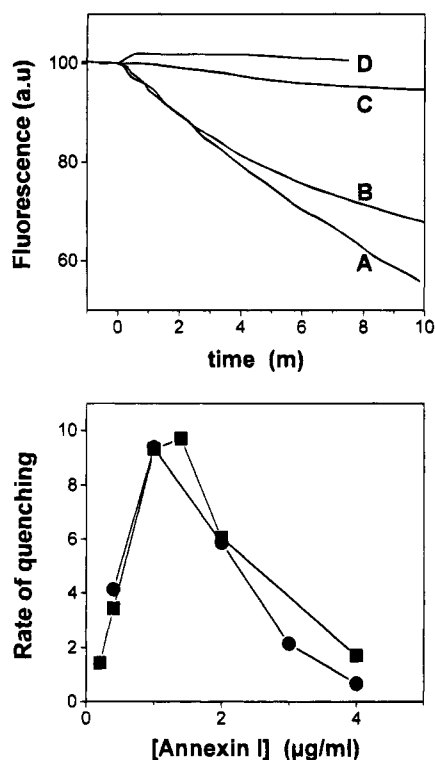 Fluorescence (a.u)
100
80
60
D
C
B
A
0
2
4
6
8
10
time (m)
Rate of quenching
10
8
6
4
2
0
0
2
4
[Annexin I] (µg/ml)